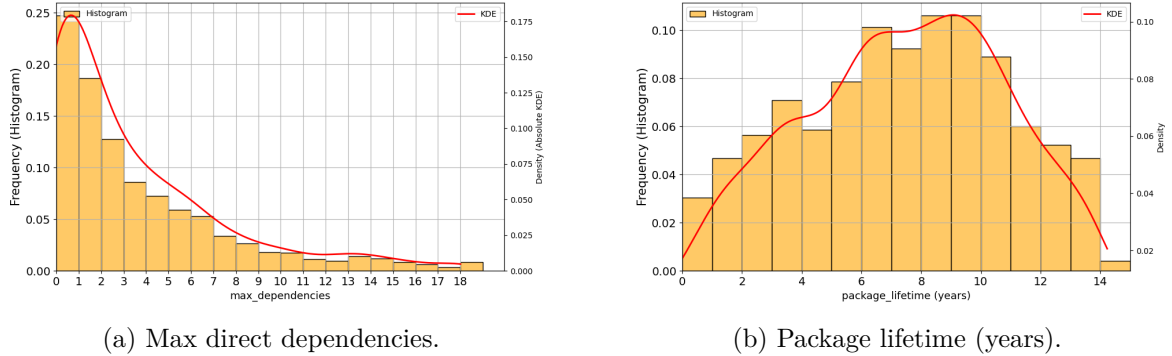 Histogram
KDE
0.25
0.20
0.15
0.10
0.05
0.00
Frequency (Histogram)
0.175
0.150
0.125
0.100
0.075
0.050
0.025
0.000
Density (Absolute KDE)
0 1 2 3 4 5 6 7 8 9 10 11 12 13 14 15 16 17 18
max_dependencies
(a) Max direct dependencies.
Histogram
KDE
0.10
0.08
0.06
0.04
0.02
0.00
Frequency (Histogram)
0.10
0.08
0.06
0.04
0.02
Density
0 2 4 6 8 10 12 14
package_lifetime (years)
(b) Package lifetime (years).